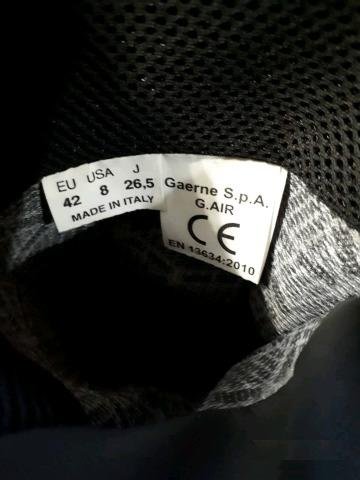 EU USA J
42 8 26,5
MADE IN ITALY
Gaerne S.p.A.
G.AIR
CE
EN 13634:2010